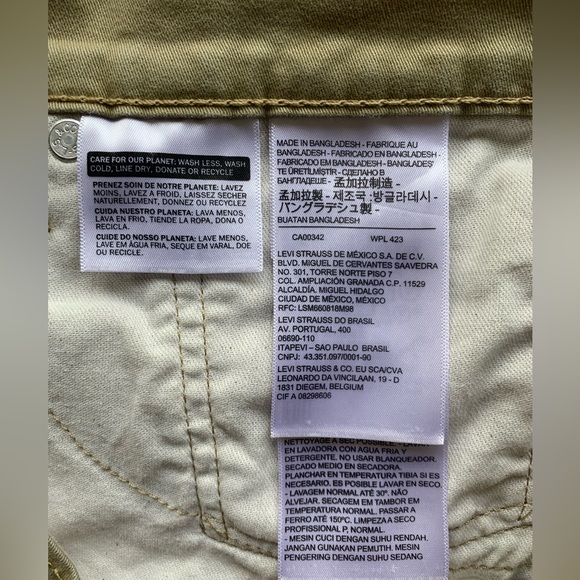 & CO
CARE FOR OUR PLANET: WASH LESS, WASH
COLD, LINE DRY, DONATE OR RECYCLE
PRENEZ SOIN DE NOTRE PLANETE: LAVEZ
MOINS, LAVEZ A FROID, LAISSEZ SECHER
NATURELLEMENT, DONNEZ OU RECYCLEZ
CUIDA NUESTRO PLANETA: LAVA MENOS,
LAVA EN FRIO, TIENDE LA ROPA, DONA O
RECICLA.
CUIDE DO NOSSO PLANETA: LAVE MENOS,
LAVE EM ÁGUA FRIA, SEQUE EM VARAL, DOE
OU RECICLE.
MADE IN BANGLADESH - FABRIQUE AU
BANGLADESH - FABRICADO EN BANGLADESH -
FABRICADO EM BANGLADESH - BANGLADEŞ'
TE ÜRETİLMİŞTİR - СДЕЛАНО В
БАНГЛАДЕШЕ - 孟加拉制造 -
孟加拉製 - 제조국 :방글라데시 -
バングラデシュ製 -
BUATAN BANGLADESH
CA00342 WPL 423
LEVI STRAUSS DE MÉXICO S.A. DE C.V.
BLVD. MIGUEL DE CERVANTES SAAVEDRA
NO. 301, TORRE NORTE PISO 7
COL. AMPLIACIÓN GRANADA C.P. 11529
ALCALDÍA. MIGUEL HIDALGO
CIUDAD DE MÉXICO, MÉXICO
RFC: LSM660818M98
LEVI STRAUSS DO BRASIL
AV. PORTUGAL, 400
06690-110
ITAPEVI – SAO PAULO BRASIL
CNPJ: 43.351.097/0001-90
LEVI STRAUSS & CO. EU SCA/CVA
LEONARDO DA VINCILAAN, 19 - D
1831 DIEGEM, BELGIUM
CIF A 08298606
NETTOYAGE A SEC POSSIBLE.
EN LAVADORA CON AGUA FRIA Y
DETERGENTE. NO USAR BLANQUEADOR.
SECADO MEDIO EN SECADORA.
PLANCHAR EN TEMPERATURA TIBIA SI ES
NECESARIO. ES POSIBLE LAVAR EN SECO.
- LAVAGEM NORMAL ATÉ 30º. NÃO
ALVEJAR. SECAGEM EM TAMBOR EM
TEMPERATURA NORMAL. PASSAR A
FERRO ATÉ 150ºC. LIMPEZA A SECO
PROFISSIONAL P, NORMAL.
- MESIN CUCI DENGAN SUHU RENDAH.
JANGAN GUNAKAN PEMUTIH. MESIN
PENGERING DENGAN SUHU SEDANG